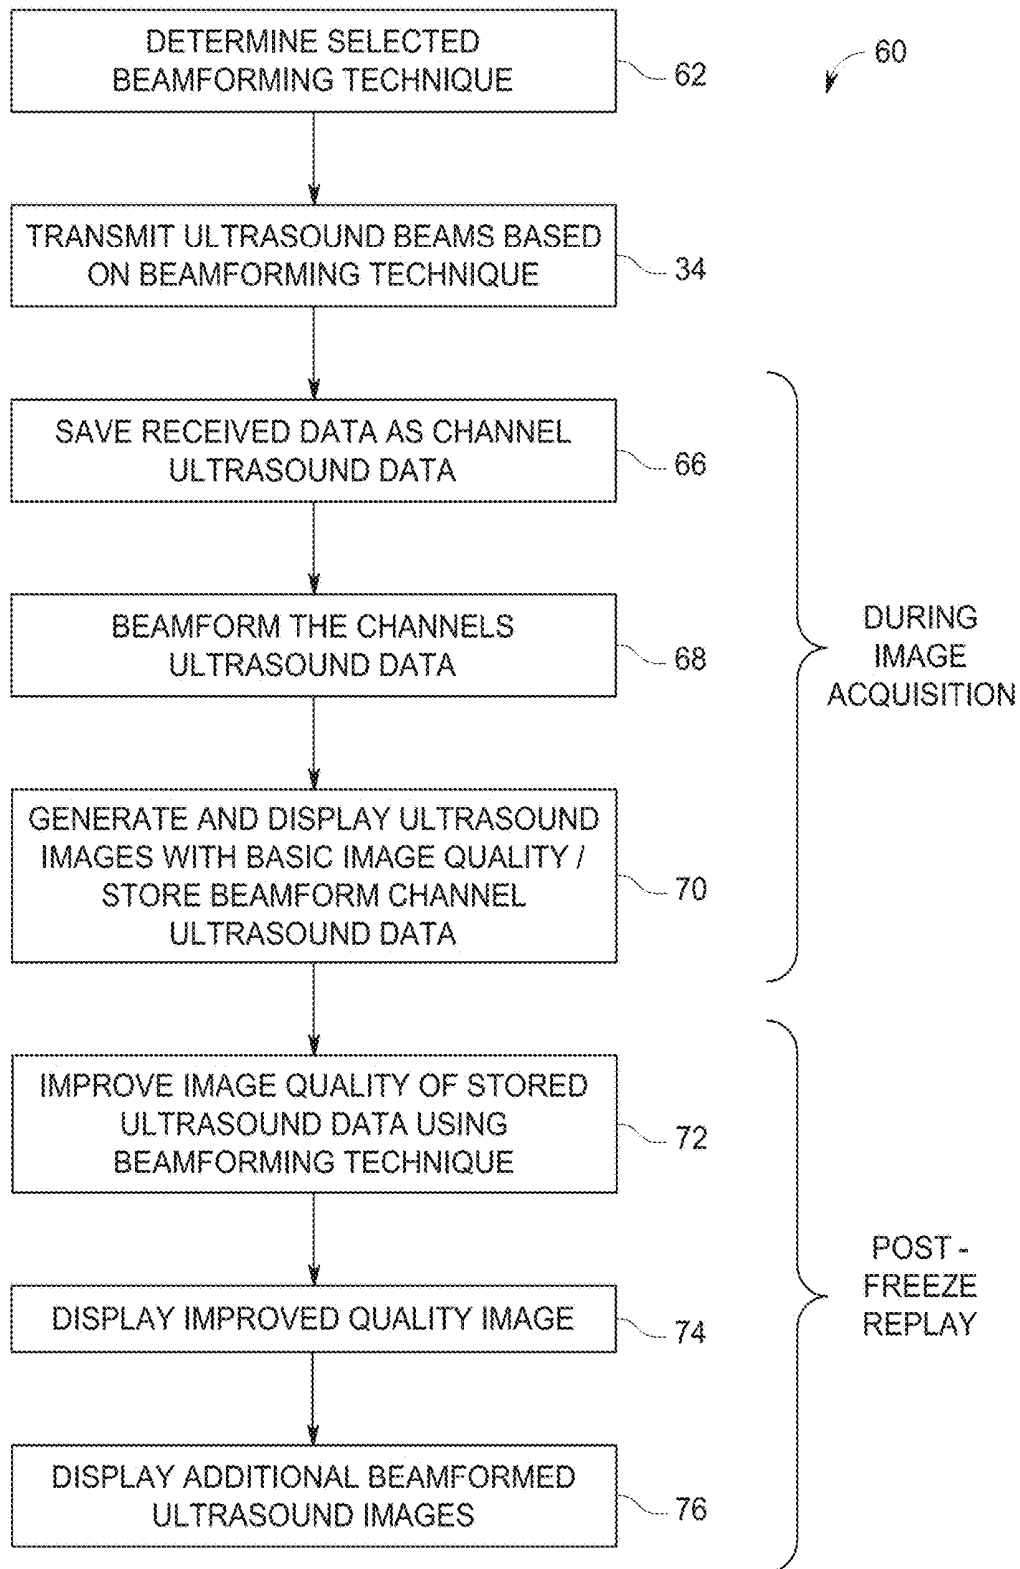 DETERMINE SELECTED
BEAMFORMING TECHNIQUE
62
60
TRANSMIT ULTRASOUND BEAMS BASED
ON BEAMFORMING TECHNIQUE
34
SAVE RECEIVED DATA AS CHANNEL
ULTRASOUND DATA
66
BEAMFORM THE CHANNELS
ULTRASOUND DATA
68
DURING
IMAGE
ACQUISITION
GENERATE AND DISPLAY ULTRASOUND
IMAGES WITH BASIC IMAGE QUALITY /
STORE BEAMFORM CHANNEL
ULTRASOUND DATA
70
IMPROVE IMAGE QUALITY OF STORED
ULTRASOUND DATA USING
BEAMFORMING TECHNIQUE
72
POST -
FREEZE
REPLAY
DISPLAY IMPROVED QUALITY IMAGE
74
DISPLAY ADDITIONAL BEAMFORMED
ULTRASOUND IMAGES
76